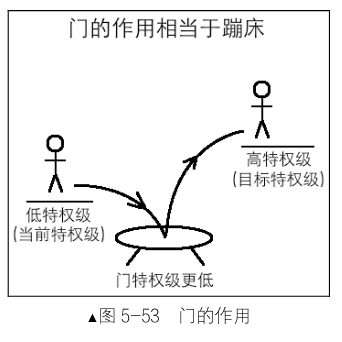 门的作用相当于蹦床
高特权级
(目标特权级)
低特权级
(当前特权级)
门特权级更低
▲图 5-53 门的作用